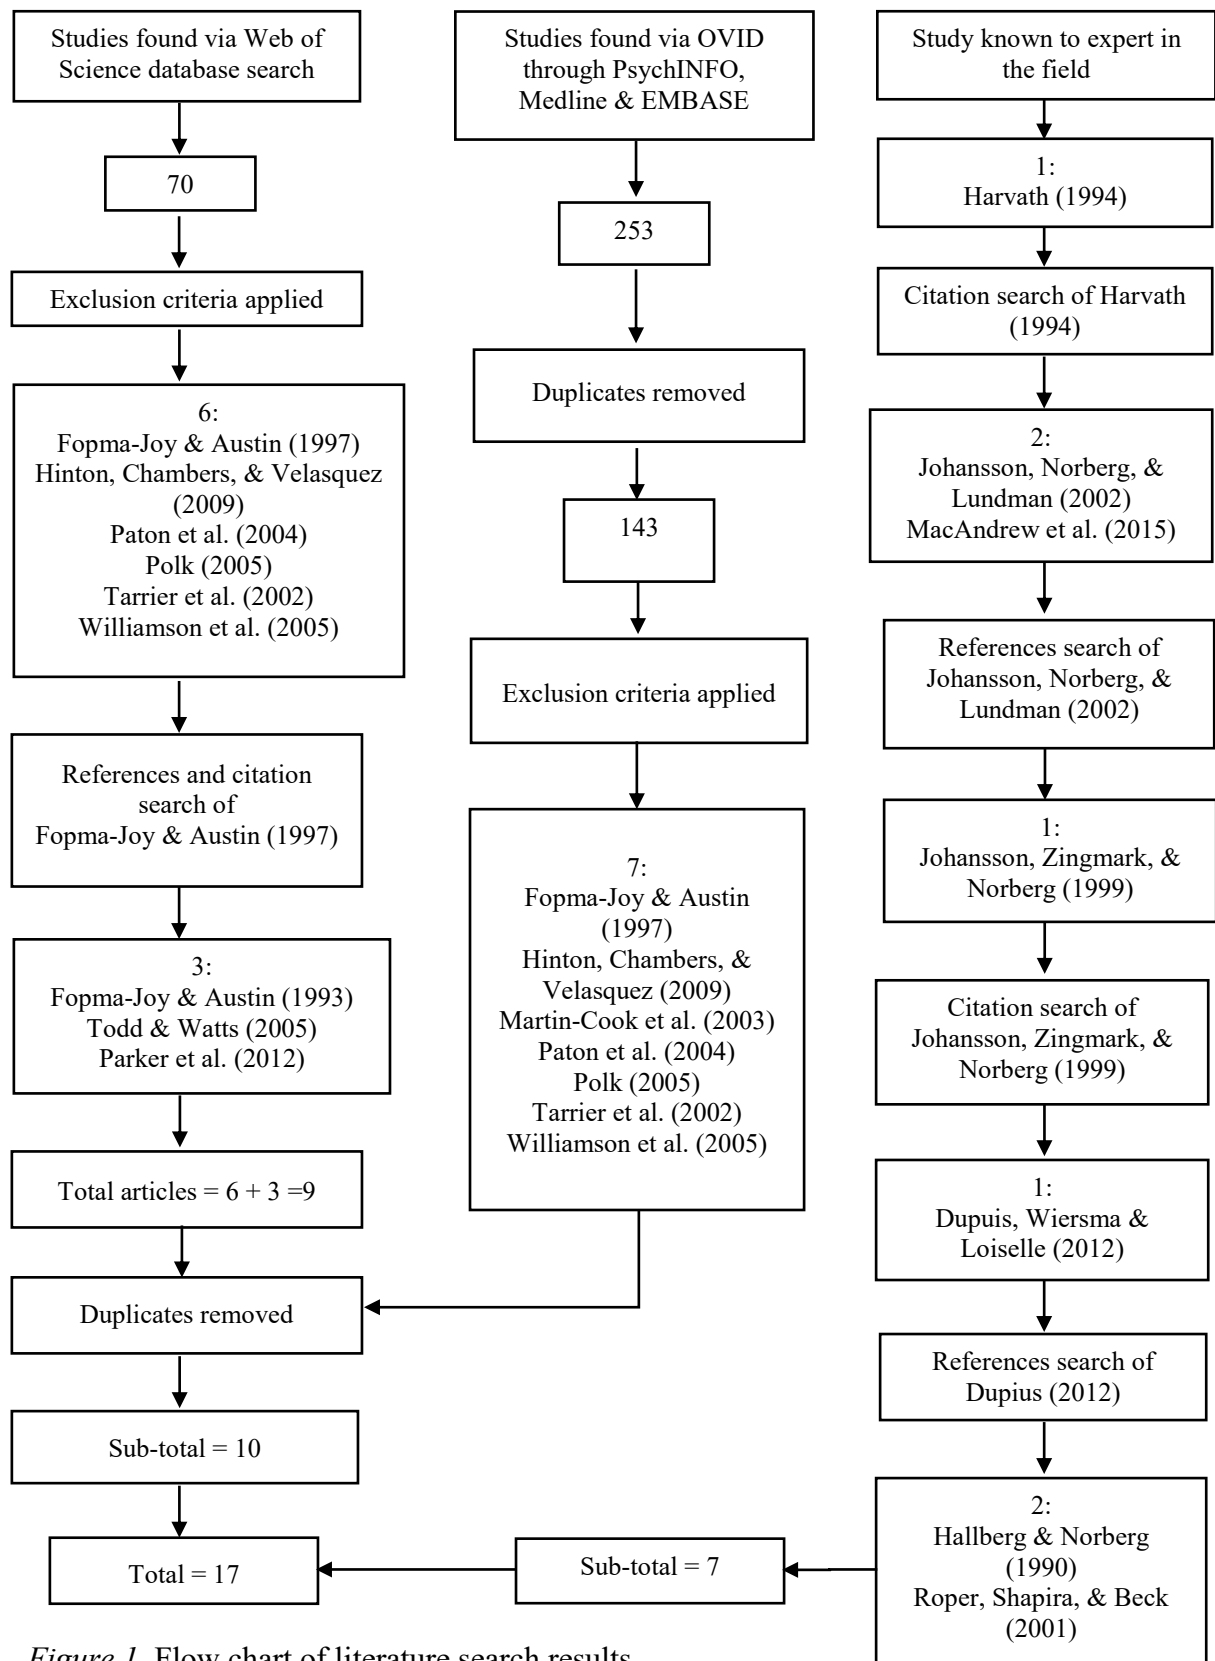 Studies found via Web of
Science database search
70
Exclusion criteria applied
6:
Fopma-Joy & Austin (1997)
Hinton, Chambers, & Velasquez
(2009)
Paton et al. (2004)
Polk (2005)
Tarrier et al. (2002)
Williamson et al. (2005)
References and citation
search of
Fopma-Joy & Austin (1997)
3:
Fopma-Joy & Austin (1993)
Todd & Watts (2005)
Parker et al. (2012)
Total articles = 6 + 3 =9
Duplicates removed
Sub-total = 10
Total = 17
Studies found via OVID
through PsychINFO,
Medline & EMBASE
253
Duplicates removed
143
Exclusion criteria applied
7:
Fopma-Joy & Austin
(1997)
Hinton, Chambers, &
Velasquez (2009)
Martin-Cook et al. (2003)
Paton et al. (2004)
Polk (2005)
Tarrier et al. (2002)
Williamson et al. (2005)
Study known to expert in
the field
1:
Harvath (1994)
Citation search of Harvath
(1994)
2:
Johansson, Norberg, &
Lundman (2002)
MacAndrew et al. (2015)
References search of
Johansson, Norberg, &
Lundman (2002)
1:
Johansson, Zingmark, &
Norberg (1999)
Citation search of
Johansson, Zingmark, &
Norberg (1999)
1:
Dupuis, Wiersma &
Loiselle (2012)
References search of
Dupius (2012)
2:
Hallberg & Norberg
(1990)
Roper, Shapira, & Beck
(2001)
Sub-total = 7
Figure 1. Flow chart of literature search results